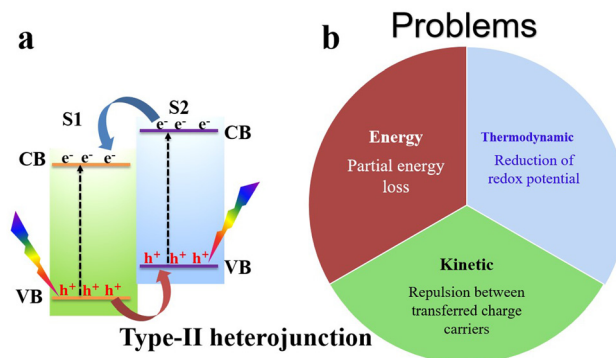 a
S1
S2
e⁻ e⁻ e⁻
CB
CB
e⁻ e⁻ e⁻
h⁺ h⁺ h⁺
VB
VB
h⁺ h⁺ h⁺
Type-II heterojunction
b
Problems
Energy
Partial energy
loss
Thermodynamic
Reduction of
redox potential
Kinetic
Repulsion between
transferred charge
carriers